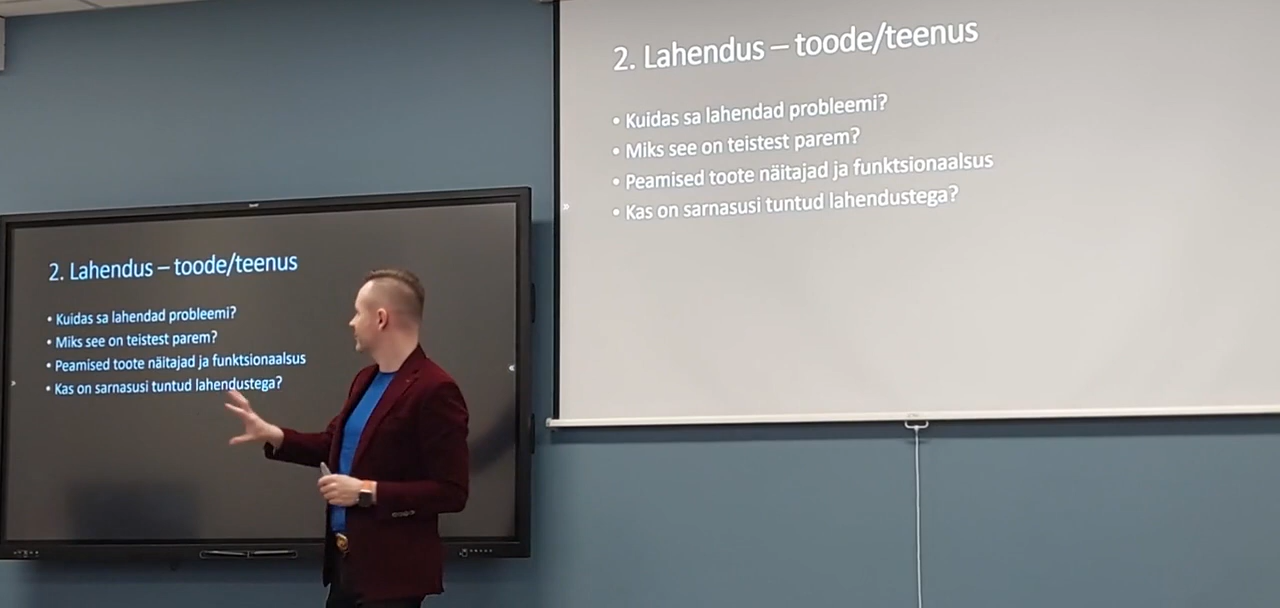 2. Lahendus – toode/teenus
• Kuidas sa lahendad probleemi?
• Miks see on teistest parem?
• Peamised toote näitajad ja funktsionaalsus
• Kas on sarnasusi tuntud lahendustega?
2. Lahendus – toode/teenus
• Kuidas sa lahendad probleemi?
• Miks see on teistest parem?
• Peamised toote näitajad ja funktsionaalsus
• Kas on sarnasusi tuntud lahendustega?